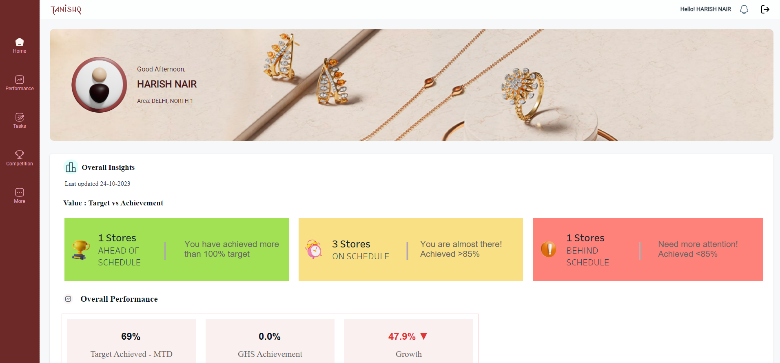 TANISHQ
Hello! HARISH NAIR
Home
Performance
Tasks
Competition
More
Good Afternoon,
HARISH NAIR
Area: DELHI, NORTH 1
Overall Insights
Last updated 24-10-2023
Value : Target vs Achievement
1 Stores
AHEAD OF
SCHEDULE
You have achieved more
than 100% target
3 Stores
ON SCHEDULE
You are almost there!
Achieved >85%
1 Stores
BEHIND
SCHEDULE
Need more attention!
Achieved <85%
Overall Performance
69%
Target Achieved - MTD
0.0%
GHS Achievement
47.9% ▼
Growth